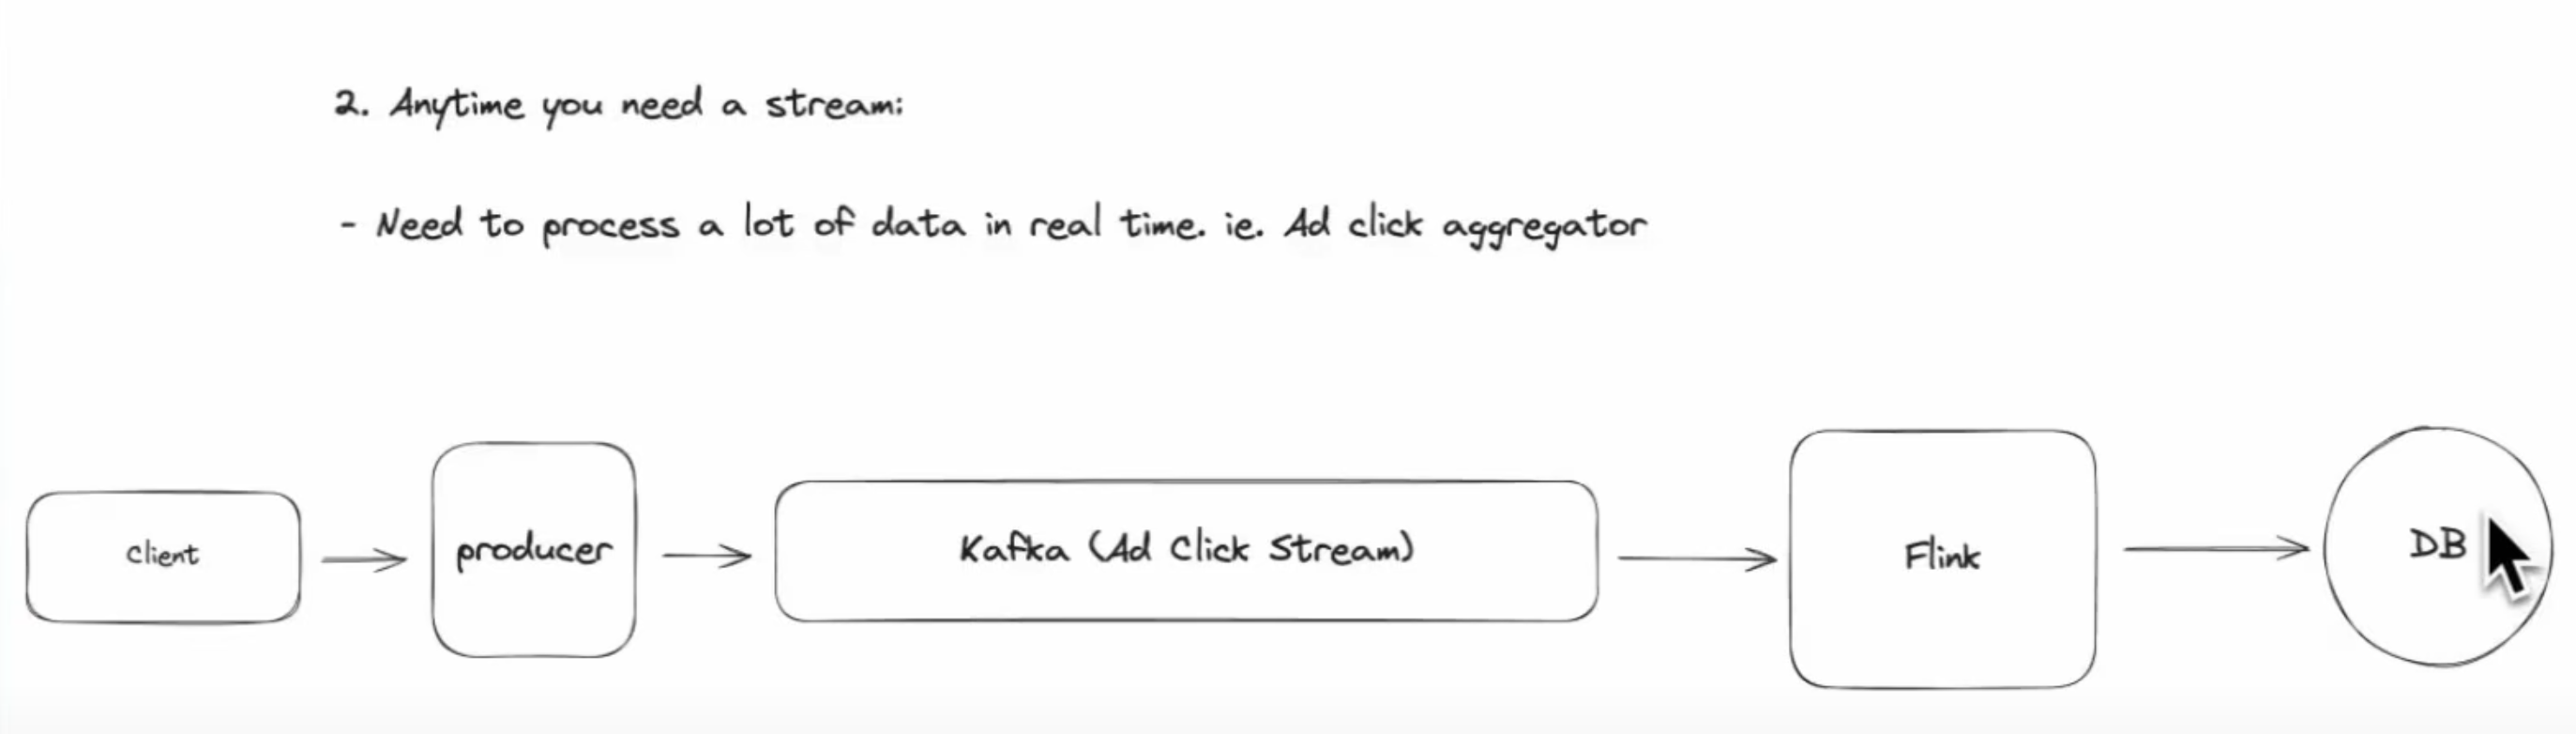 2. Anytime you need a stream:
- Need to process a lot of data in real time. ie. Ad click aggregator
client
producer
Kafka (Ad Click Stream)
Flink
DB